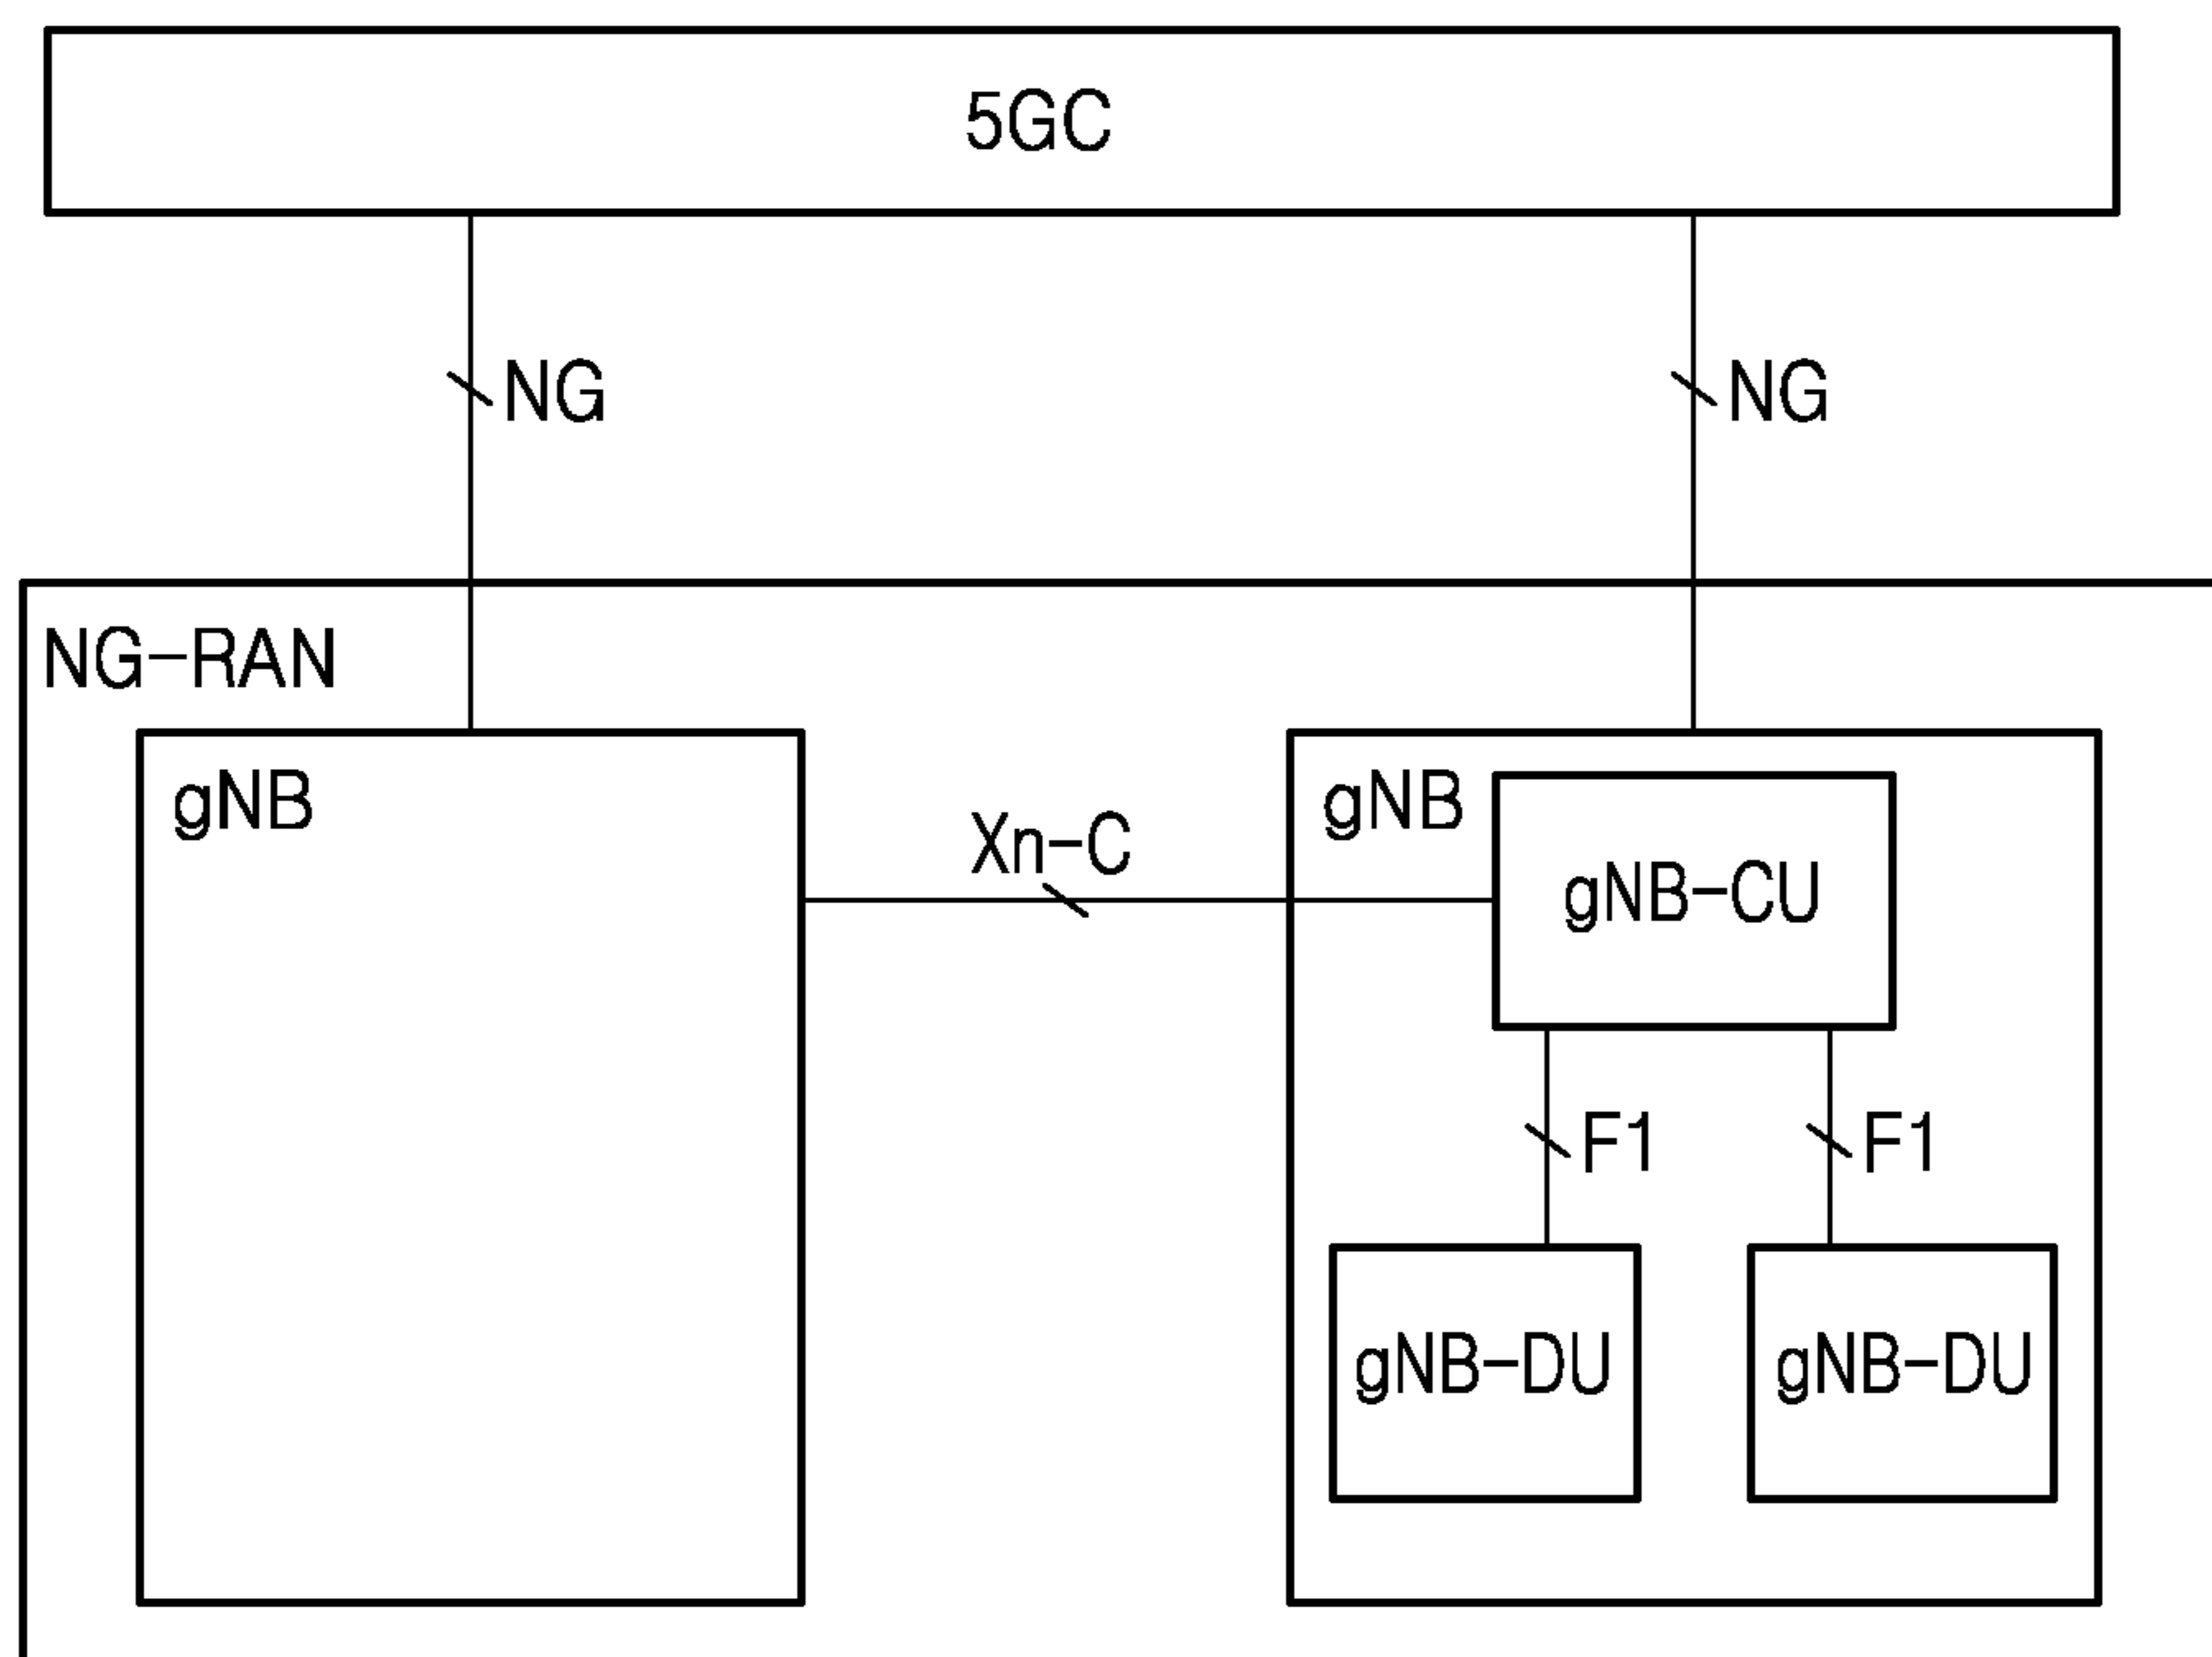 5GC
NG
NG
NG-RAN
gNB
Xn-C
gNB
gNB-CU
F1
F1
gNB-DU
gNB-DU